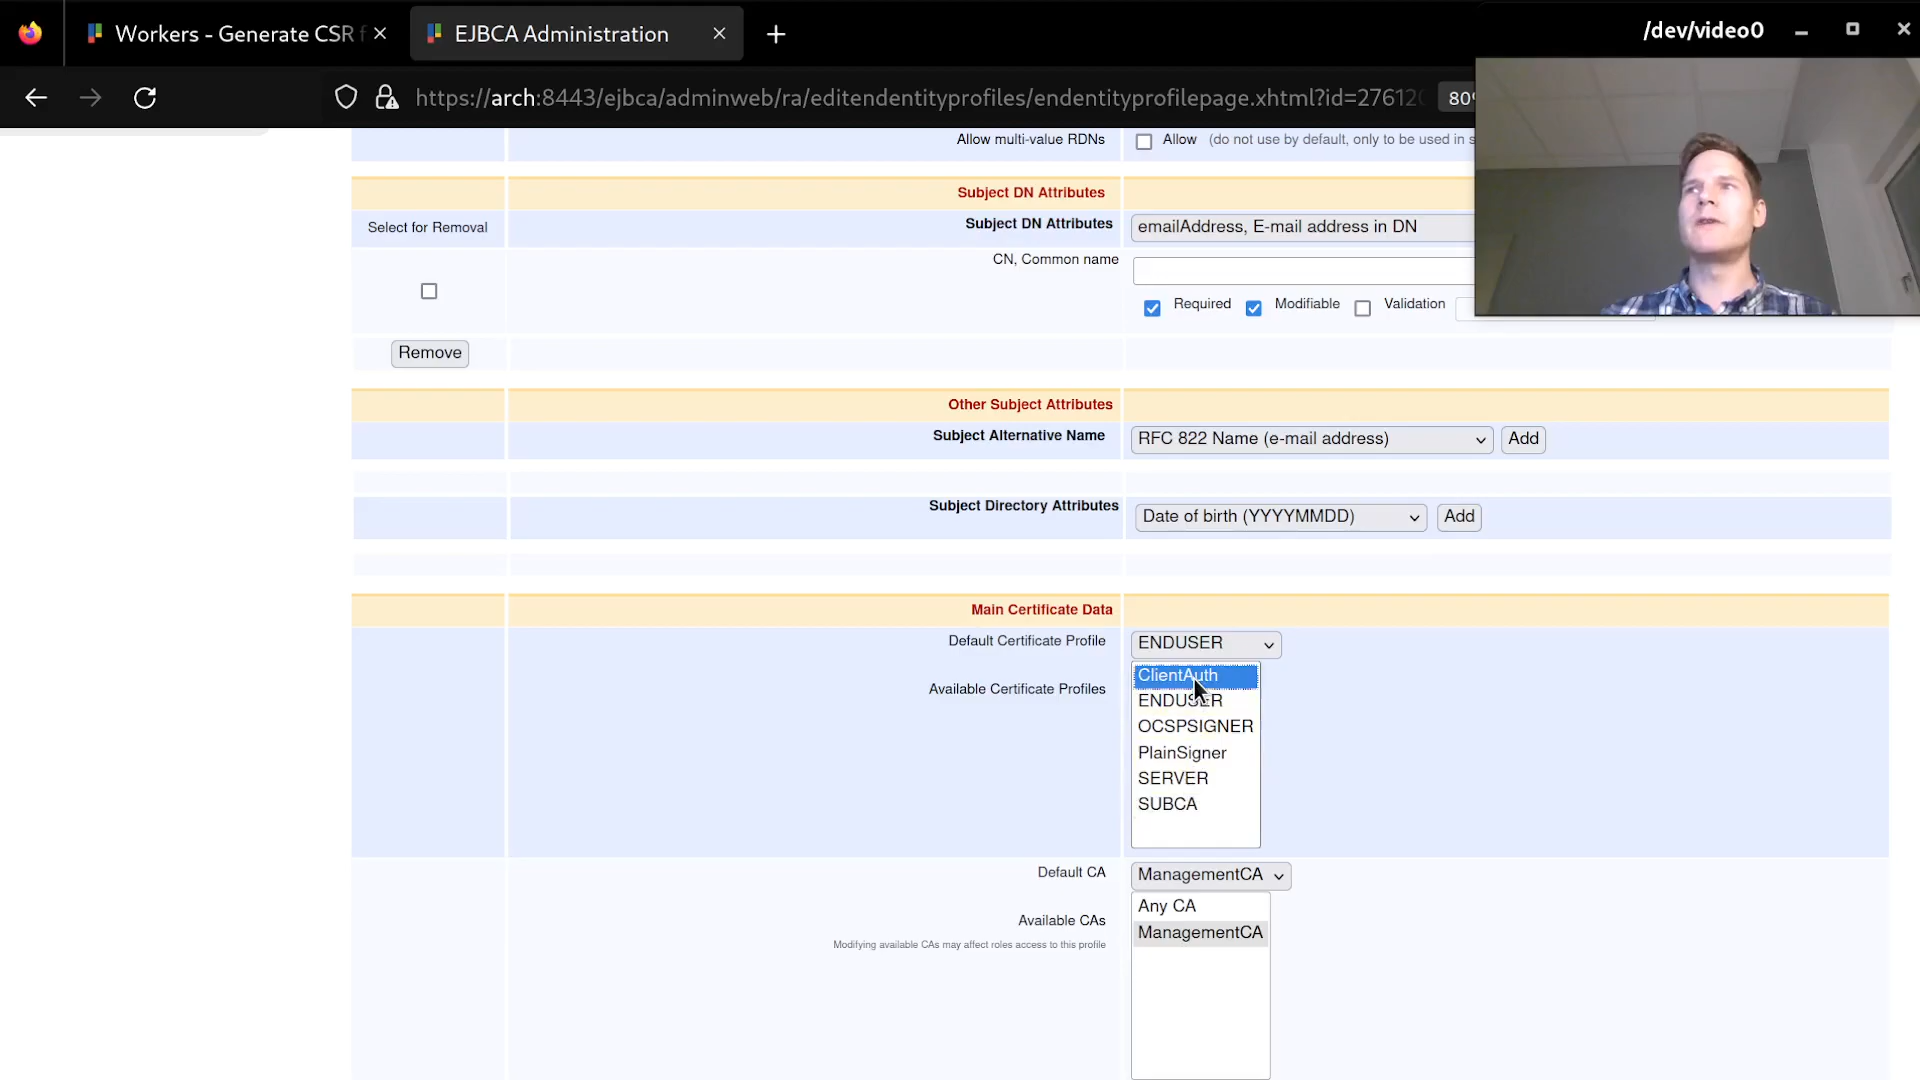 Workers - Generate CSR f
EJBCA Administration
/dev/video0
https://arch:8443/ejbca/adminweb/ra/editendentityprofiles/endentityprofilepage.xhtml?id=27612
80
Allow multi-value RDNs
Allow (do not use by default, only to be used in s
Subject DN Attributes
Select for Removal
Subject DN Attributes
emailAddress, E-mail address in DN
CN, Common name
Required
Modifiable
Validation
Remove
Other Subject Attributes
Subject Alternative Name
RFC 822 Name (e-mail address)
Add
Subject Directory Attributes
Date of birth (YYYYMMDD)
Add
Main Certificate Data
Default Certificate Profile
ENDUSER
Available Certificate Profiles
ClientAuth
ENDUSER
OCSPSIGNER
PlainSigner
SERVER
SUBCA
Default CA
ManagementCA
Available CAs
Modifying available CAs may affect roles access to this profile
Any CA
ManagementCA